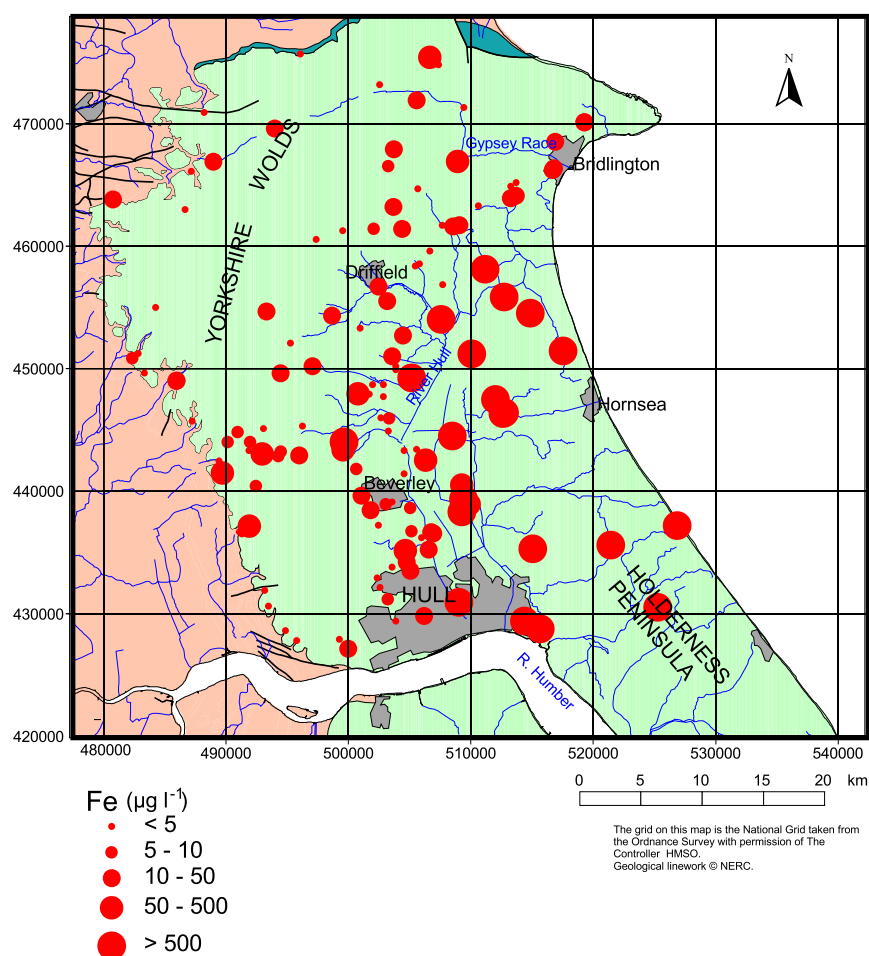 N
470000
460000
450000
440000
430000
420000
480000
490000
500000
510000
520000
530000
540000
YORKSHIRE WOLDS
Gypsey Race
Bridlington
Driffield
River Hull
Hornsea
Beverley
HULL
HOLDERNESS
PENINSULA
R. Humber
0 5 10 15 20 km
Fe (µg l-1)
< 5
5 - 10
10 - 50
50 - 500
> 500
The grid on this map is the National Grid taken from
the Ordnance Survey with permission of The
Controller HMSO.
Geological linework © NERC.